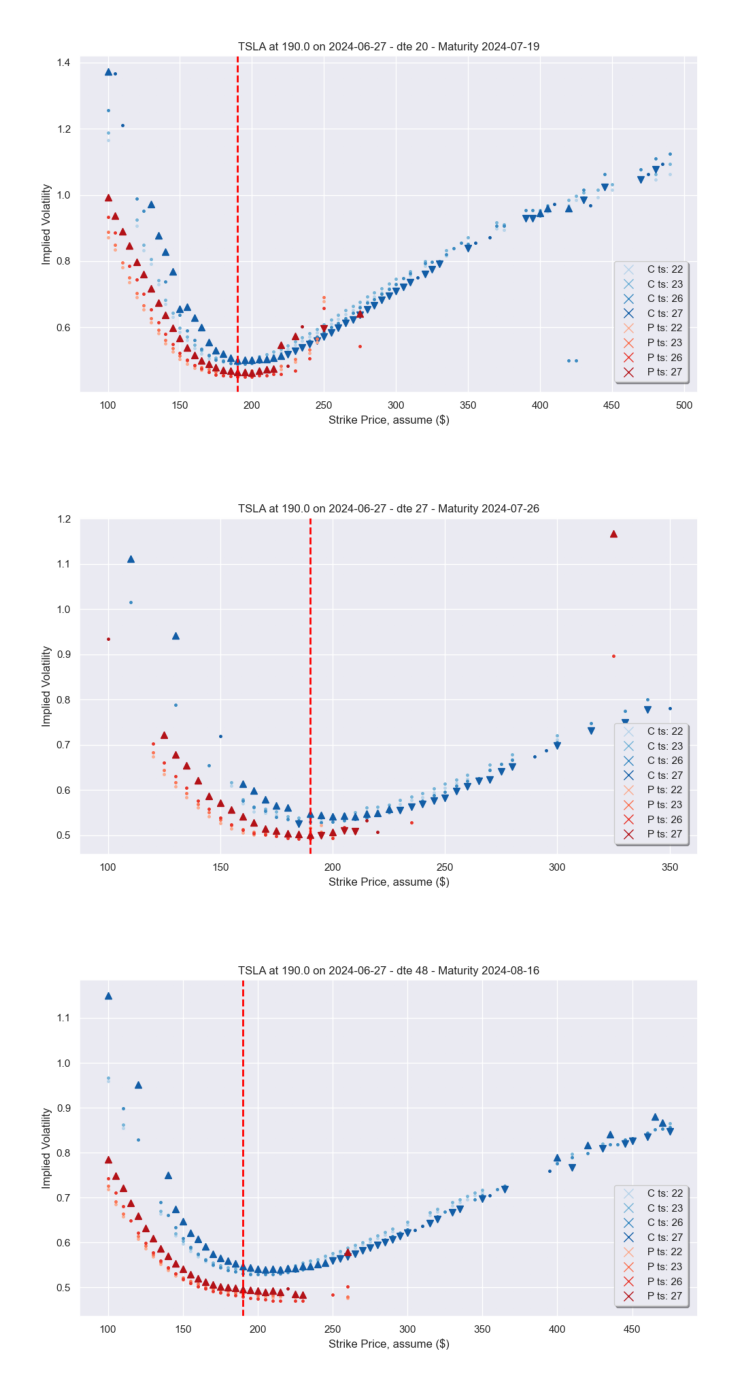 TSLA at 190.0 on 2024-06-27 - dte 20 - Maturity 2024-07-19
1.4
1.2
1.0
0.8
0.6
Implied Volatility
C ts: 22
C ts: 23
C ts: 26
C ts: 27
P ts: 22
P ts: 23
P ts: 26
P ts: 27
100 150 200 250 300 350 400 450 500
Strike Price, assume ($)
TSLA at 190.0 on 2024-06-27 - dte 27 - Maturity 2024-07-26
1.2
1.1
1.0
0.9
0.8
0.7
0.6
0.5
Implied Volatility
C ts: 22
C ts: 23
C ts: 26
C ts: 27
P ts: 22
P ts: 23
P ts: 26
P ts: 27
100 150 200 250 300 350
Strike Price, assume ($)
TSLA at 190.0 on 2024-06-27 - dte 48 - Maturity 2024-08-16
1.1
1.0
0.9
0.8
0.7
0.6
0.5
Implied Volatility
C ts: 22
C ts: 23
C ts: 26
C ts: 27
P ts: 22
P ts: 23
P ts: 26
P ts: 27
100 150 200 250 300 350 400 450
Strike Price, assume ($)